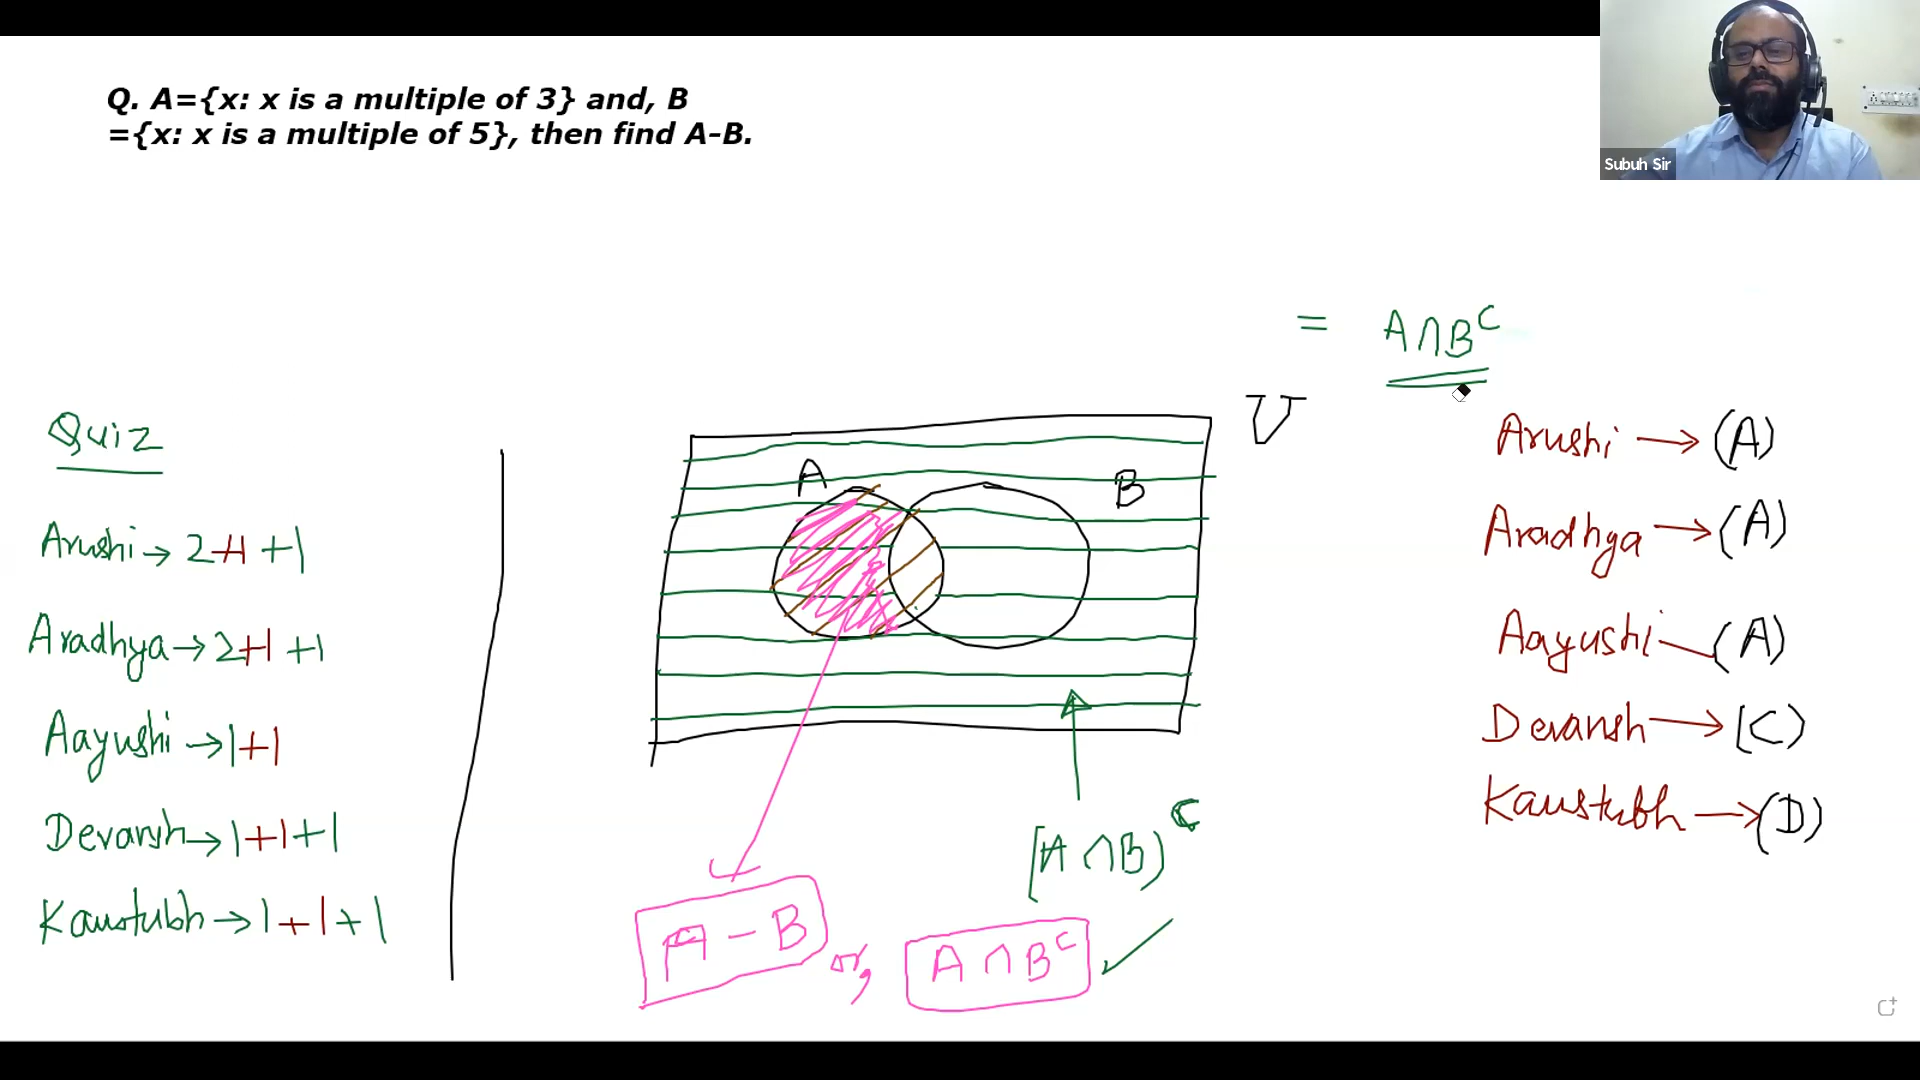 Q. A={x: x is a multiple of 3} and, B
={x: x is a multiple of 5}, then find A-B.
Subuh Sir
= A∩Bᶜ
U
A
B
(A∩B)ᶜ
A-B or, A∩Bᶜ
Quiz
Arushi → 2+1 +1
Aradhya → 2+1 +1
Aayushi → 1+1
Devansh → 1+1+1
Kaustubh → 1+1+1
Arushi → (A)
Aradhya → (A)
Aayushi — (A)
Devansh → (C)
Kaustubh → (D)